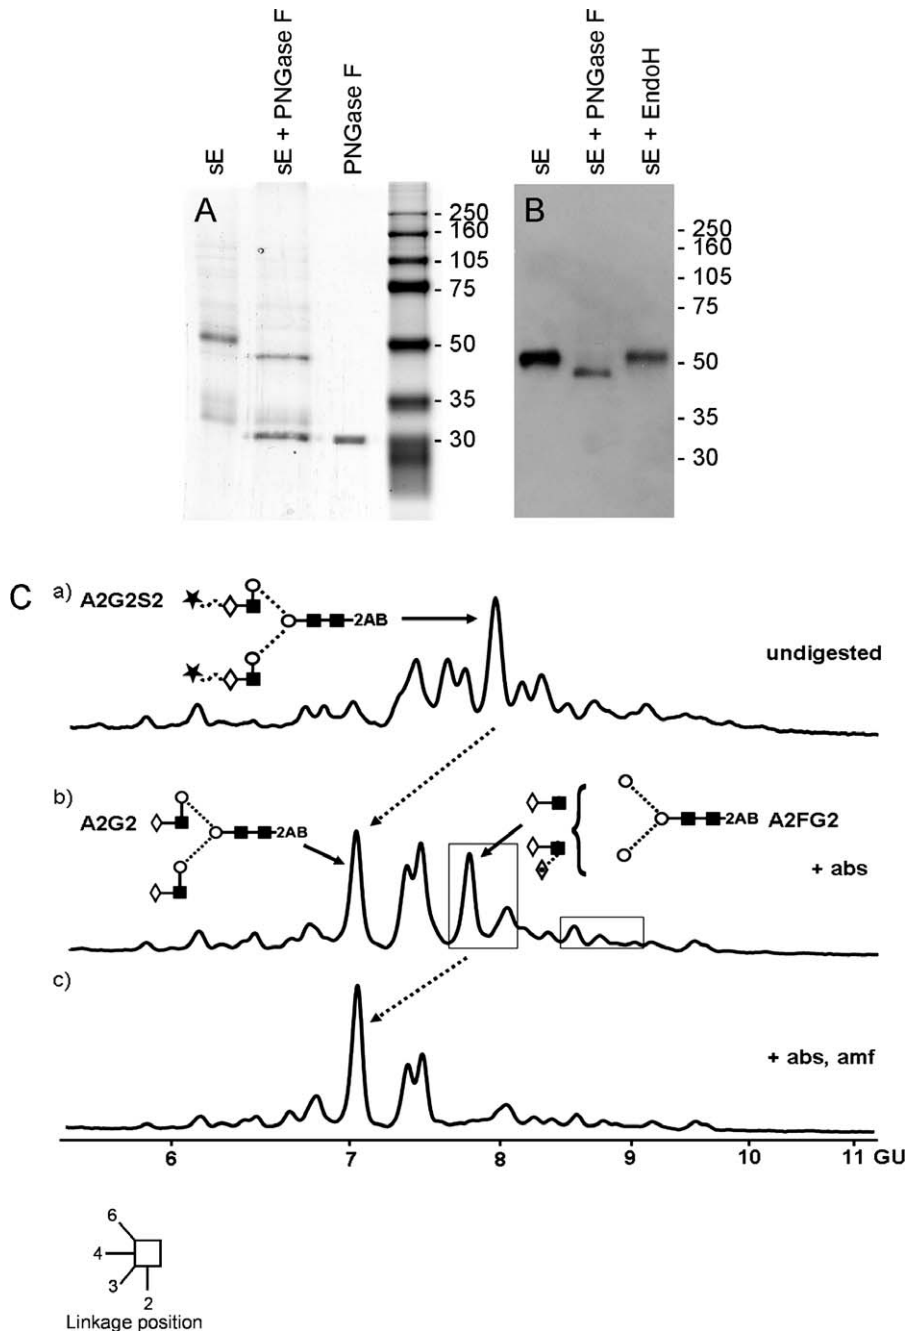 sE
sE + PNGase F
PNGase F
A
- 250
- 160
- 105
- 75
- 50
- 35
- 30
sE
sE + PNGase F
sE + EndoH
B
- 250
- 160
- 105
- 75
- 50
- 35
- 30
C
a) A2G2S2
2AB
undigested
b)
A2G2
2AB
2AB A2FG2
+ abs
c)
+ abs, amf
6 7 8 9 10 11 GU
6
4
3
2
Linkage position